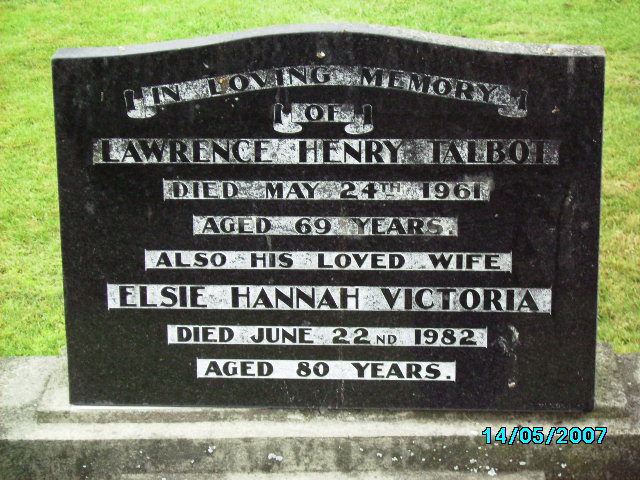 IN LOVING MEMORY
OF
LAWRENCE HENRY TALBOT
DIED MAY 24TH 1961
AGED 69 YEARS.
ALSO HIS LOVED WIFE
ELSIE HANNAH VICTORIA
DIED JUNE 22ND 1982
AGED 80 YEARS.
14/05/2007